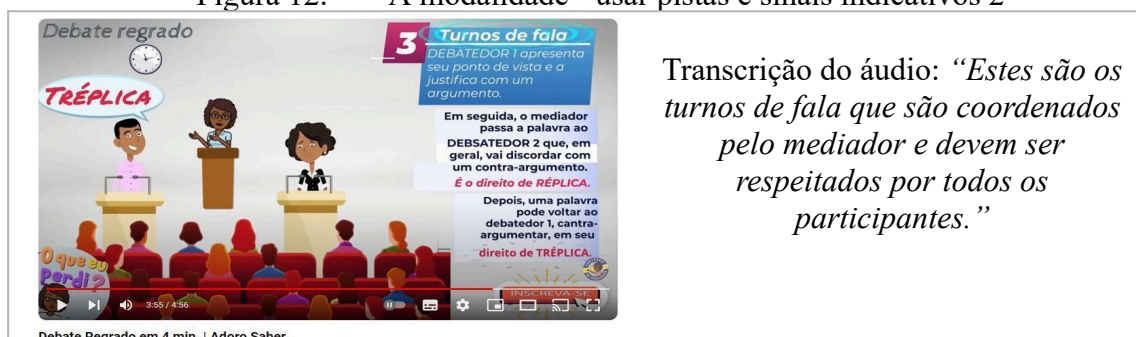 Figura 12: A modalidade - usar pistas e sinais indicativos 2
Debate regrado
TRÉPLICA
3
Turnos de fala
DEBATEDOR 1 apresenta
seu ponto de vista e a
justifica com um
argumento.
Em seguida, o mediador
passa a palavra ao
DEBSATEDOR 2 que, em
geral, vai discordar com
um contra-argumento.
É o direito de RÉPLICA.
Depois, uma palavra
pode voltar ao
debatedor 1, cantra-
argumentar, em seu
direito de TRÉPLICA.
O que eu
perdi?
INSCREVA-SE
3:55 / 4:56
Debate Regrado em 4 min. | Adoro Saber
Transcrição do áudio: “Estes são os
turnos de fala que são coordenados
pelo mediador e devem ser
respeitados por todos os
participantes.”